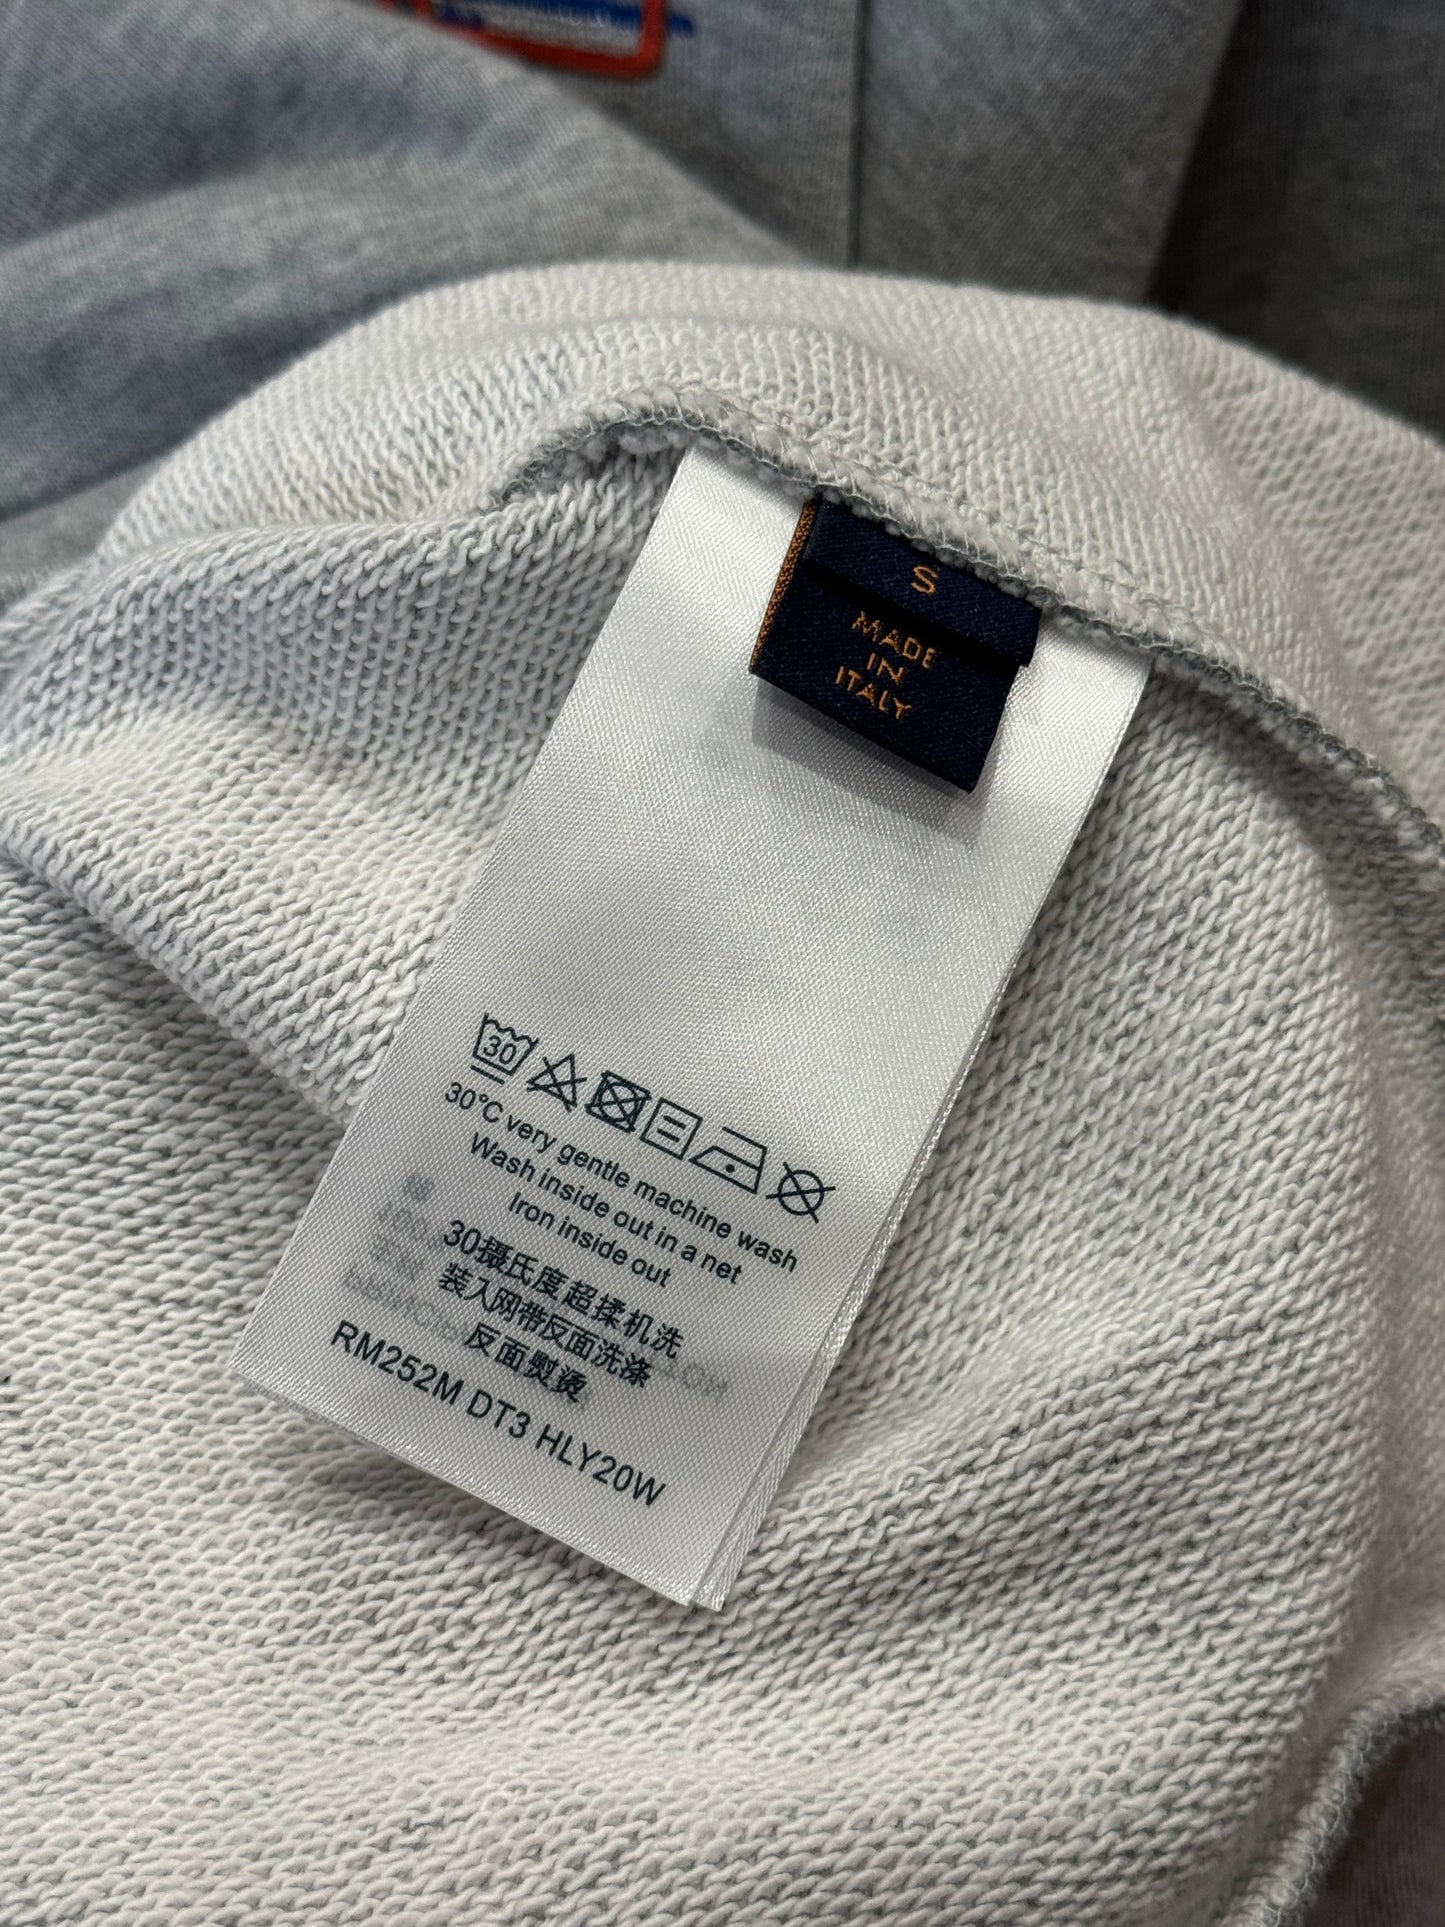 S
MADE
IN
ITALY
30
30°C very gentle machine wash
Wash inside out in a net
Iron inside out
30摄氏度超揉机洗
装入网带反面洗涤
反面熨烫
RM252M DT3 HLY20W